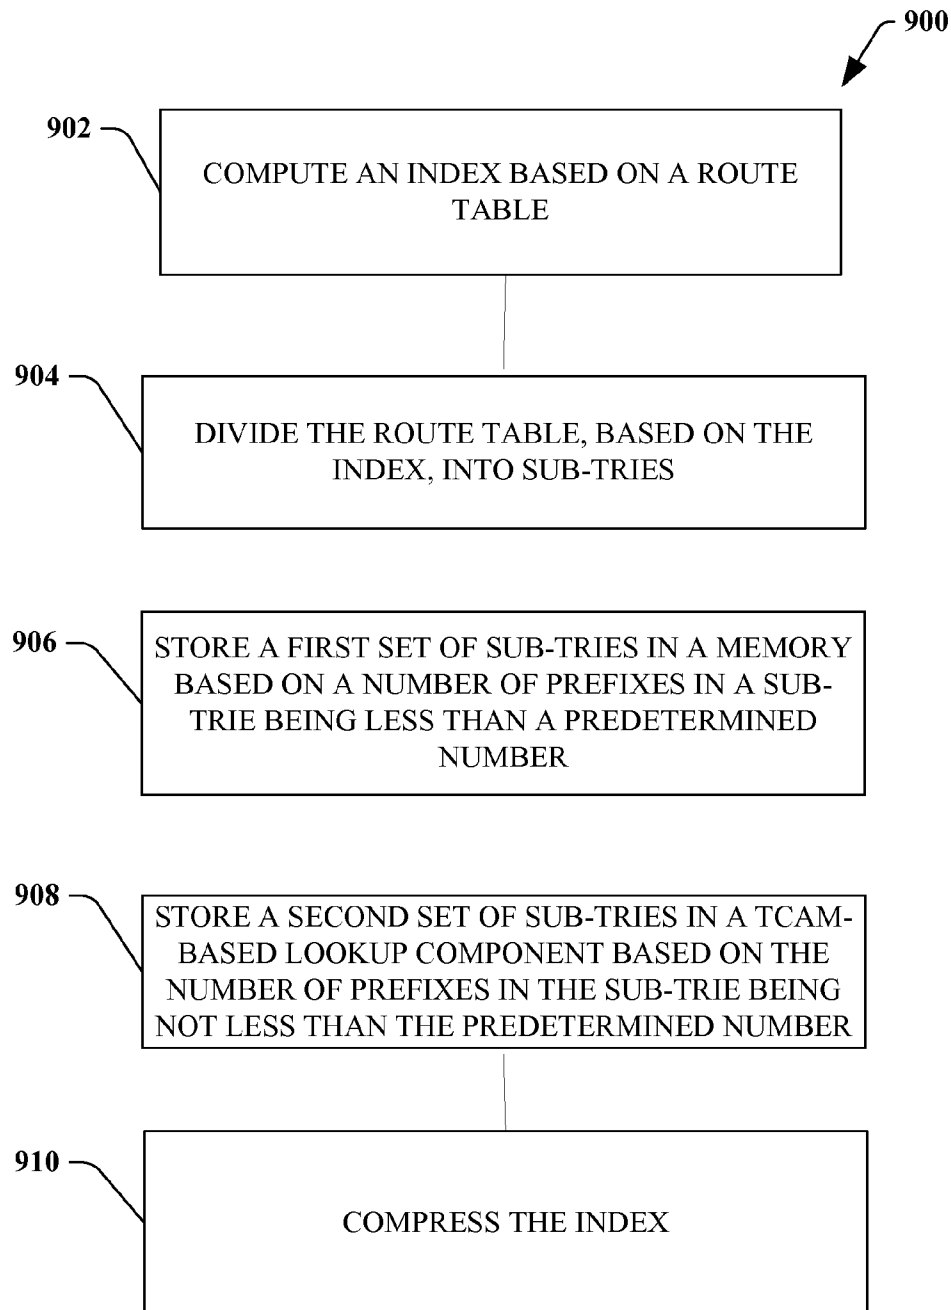 900
902
COMPUTE AN INDEX BASED ON A ROUTE
TABLE
904
DIVIDE THE ROUTE TABLE, BASED ON THE
INDEX, INTO SUB-TRIES
906
STORE A FIRST SET OF SUB-TRIES IN A MEMORY
BASED ON A NUMBER OF PREFIXES IN A SUB-
TRIE BEING LESS THAN A PREDETERMINED
NUMBER
908
STORE A SECOND SET OF SUB-TRIES IN A TCAM-
BASED LOOKUP COMPONENT BASED ON THE
NUMBER OF PREFIXES IN THE SUB-TRIE BEING
NOT LESS THAN THE PREDETERMINED NUMBER
910
COMPRESS THE INDEX